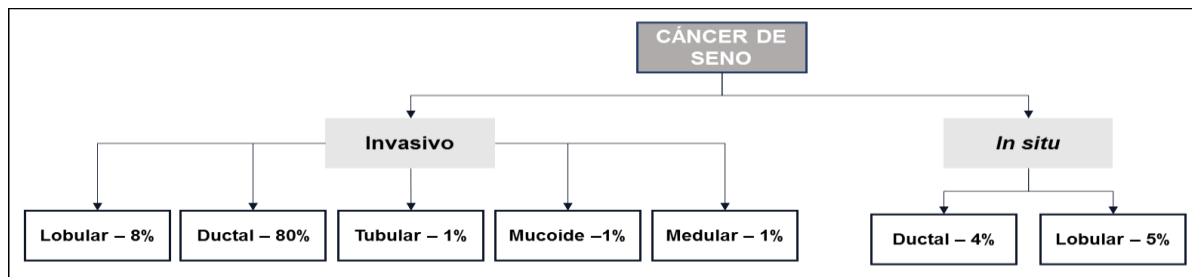 CÁNCER DE
SENO
Invasivo
In situ
Lobular – 8%
Ductal – 80%
Tubular – 1%
Mucoide –1%
Medular – 1%
Ductal – 4%
Lobular – 5%